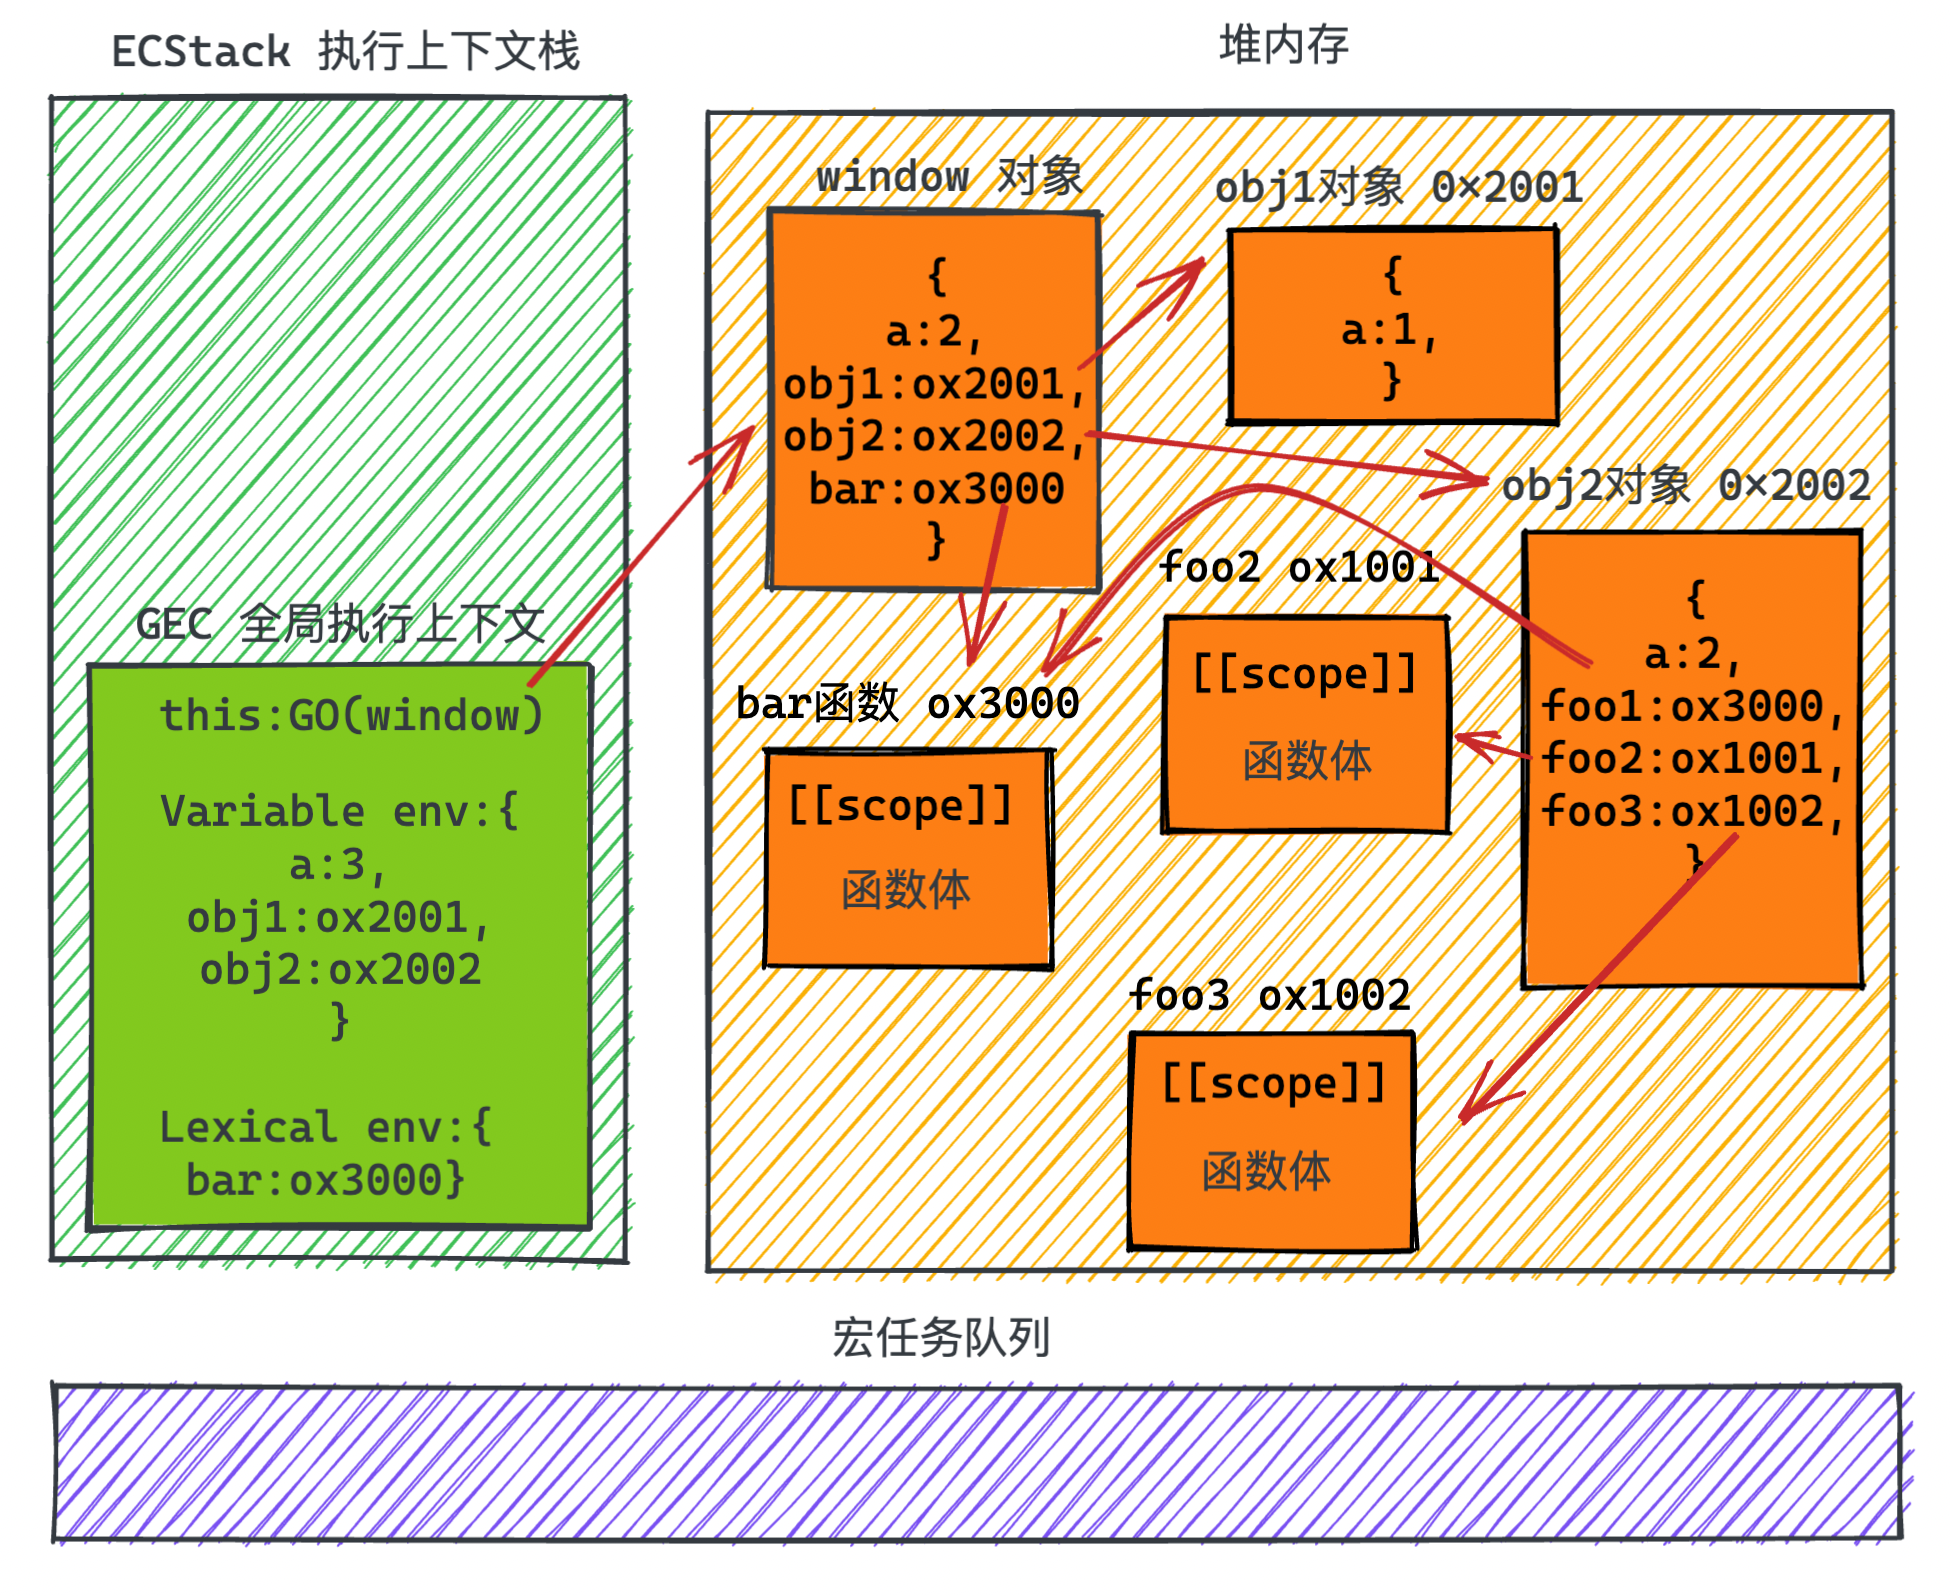 ECStack 执行上下文栈
GEC 全局执行上下文
this:GO(window)
Variable env:{
a:3,
obj1:ox2001,
obj2:ox2002
}
Lexical env:{
bar:ox3000}
堆内存
window 对象
{
a:2,
obj1:ox2001,
obj2:ox2002,
bar:ox3000
}
obj1对象 0×2001
{
a:1,
}
obj2对象 0×2002
{
a:2,
foo1:ox3000,
foo2:ox1001,
foo3:ox1002,
}
foo2 ox1001
[[scope]]
函数体
bar函数 ox3000
[[scope]]
函数体
foo3 ox1002
[[scope]]
函数体
宏任务队列